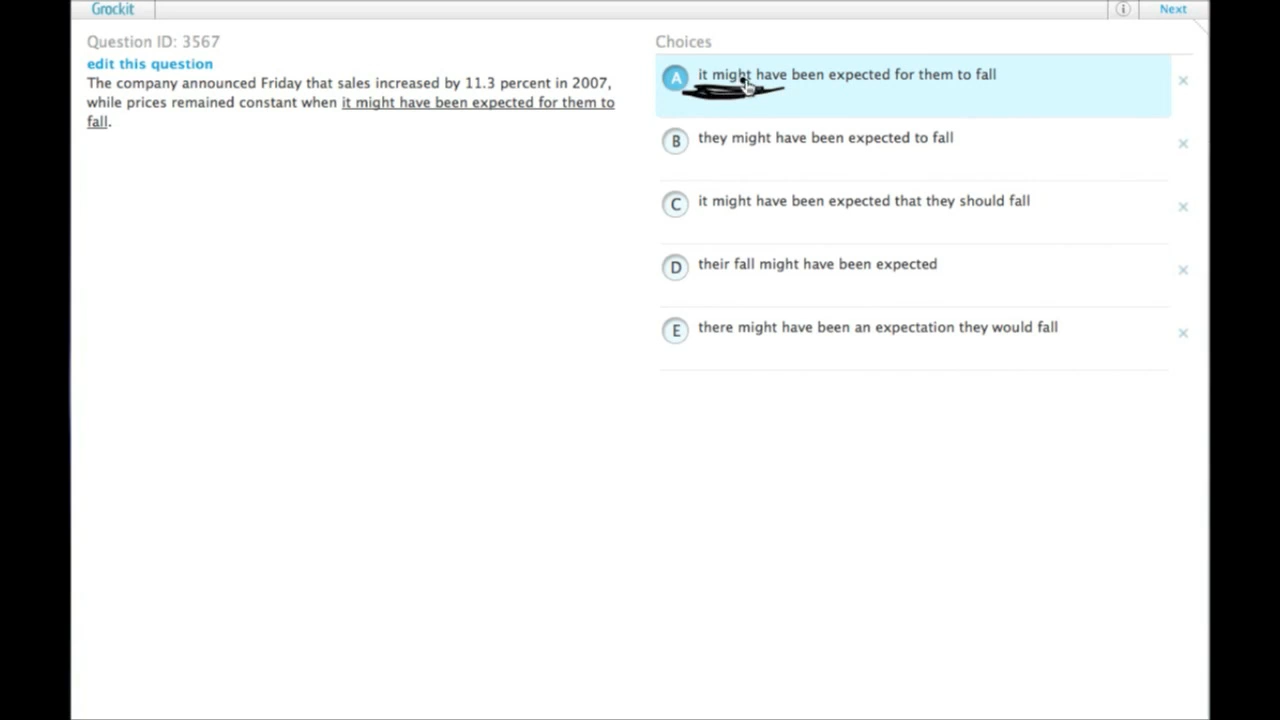 Grockit
i
Next
Question ID: 3567
edit this question
The company announced Friday that sales increased by 11.3 percent in 2007,
while prices remained constant when it might have been expected for them to
fall.
Choices
A it might have been expected for them to fall
B they might have been expected to fall
C it might have been expected that they should fall
D their fall might have been expected
E there might have been an expectation they would fall